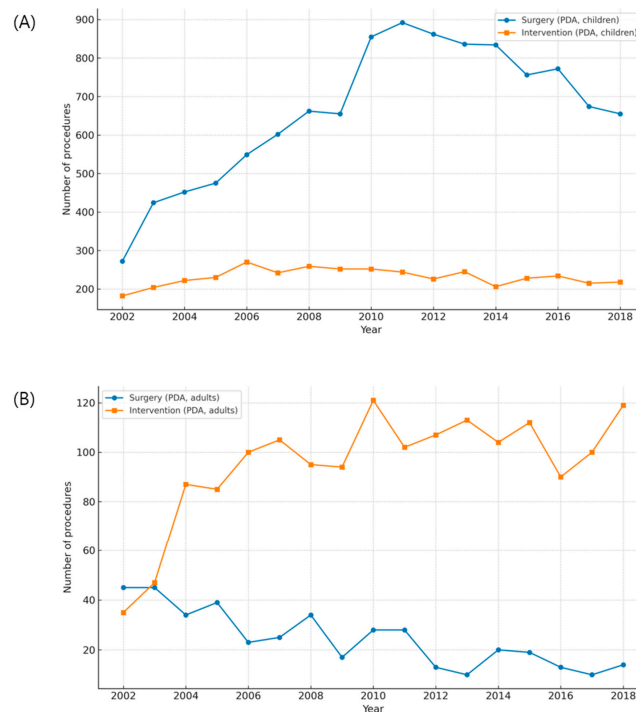 (A)
Surgery (PDA, children)
Intervention (PDA, children)
Number of procedures
900
800
700
600
500
400
300
200
2002 2004 2006 2008 2010 2012 2014 2016 2018
Year
(B)
Surgery (PDA, adults)
Intervention (PDA, adults)
Number of procedures
120
100
80
60
40
20
2002 2004 2006 2008 2010 2012 2014 2016 2018
Year